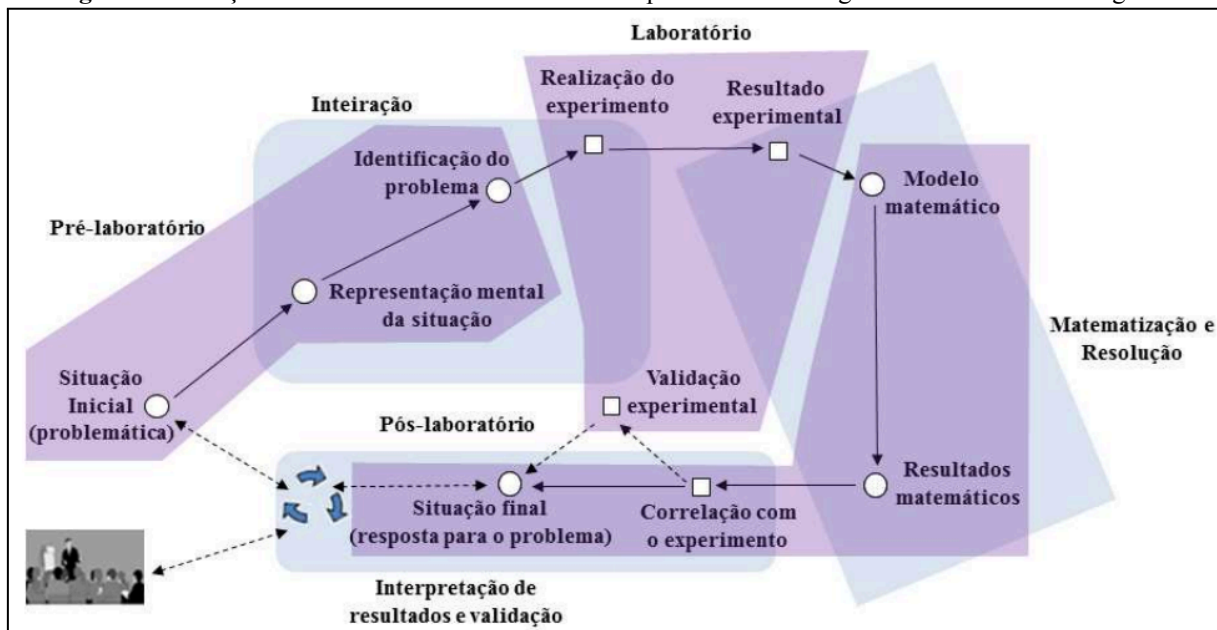 Laboratório
Realização do
experimento
Resultado
experimental
Inteiração
Identificação do
problema
Modelo
matemático
Pré-laboratório
Representação mental
da situação
Matematização e
Resolução
Situação
Inicial
(problemática)
Validação
experimental
Pós-laboratório
Resultados
matemáticos
Situação final
(resposta para o problema)
Correlação com
o experimento
Interpretação de
resultados e validação